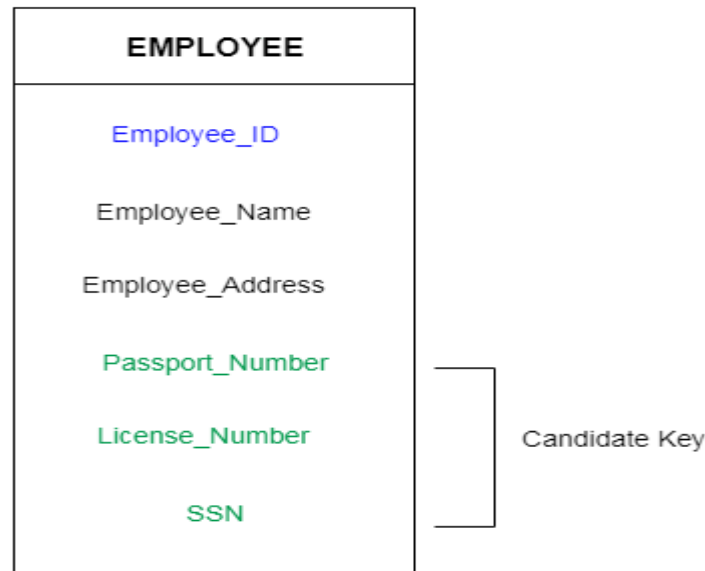 EMPLOYEE
Employee_ID
Employee_Name
Employee_Address
Passport_Number
License_Number
Candidate Key
SSN